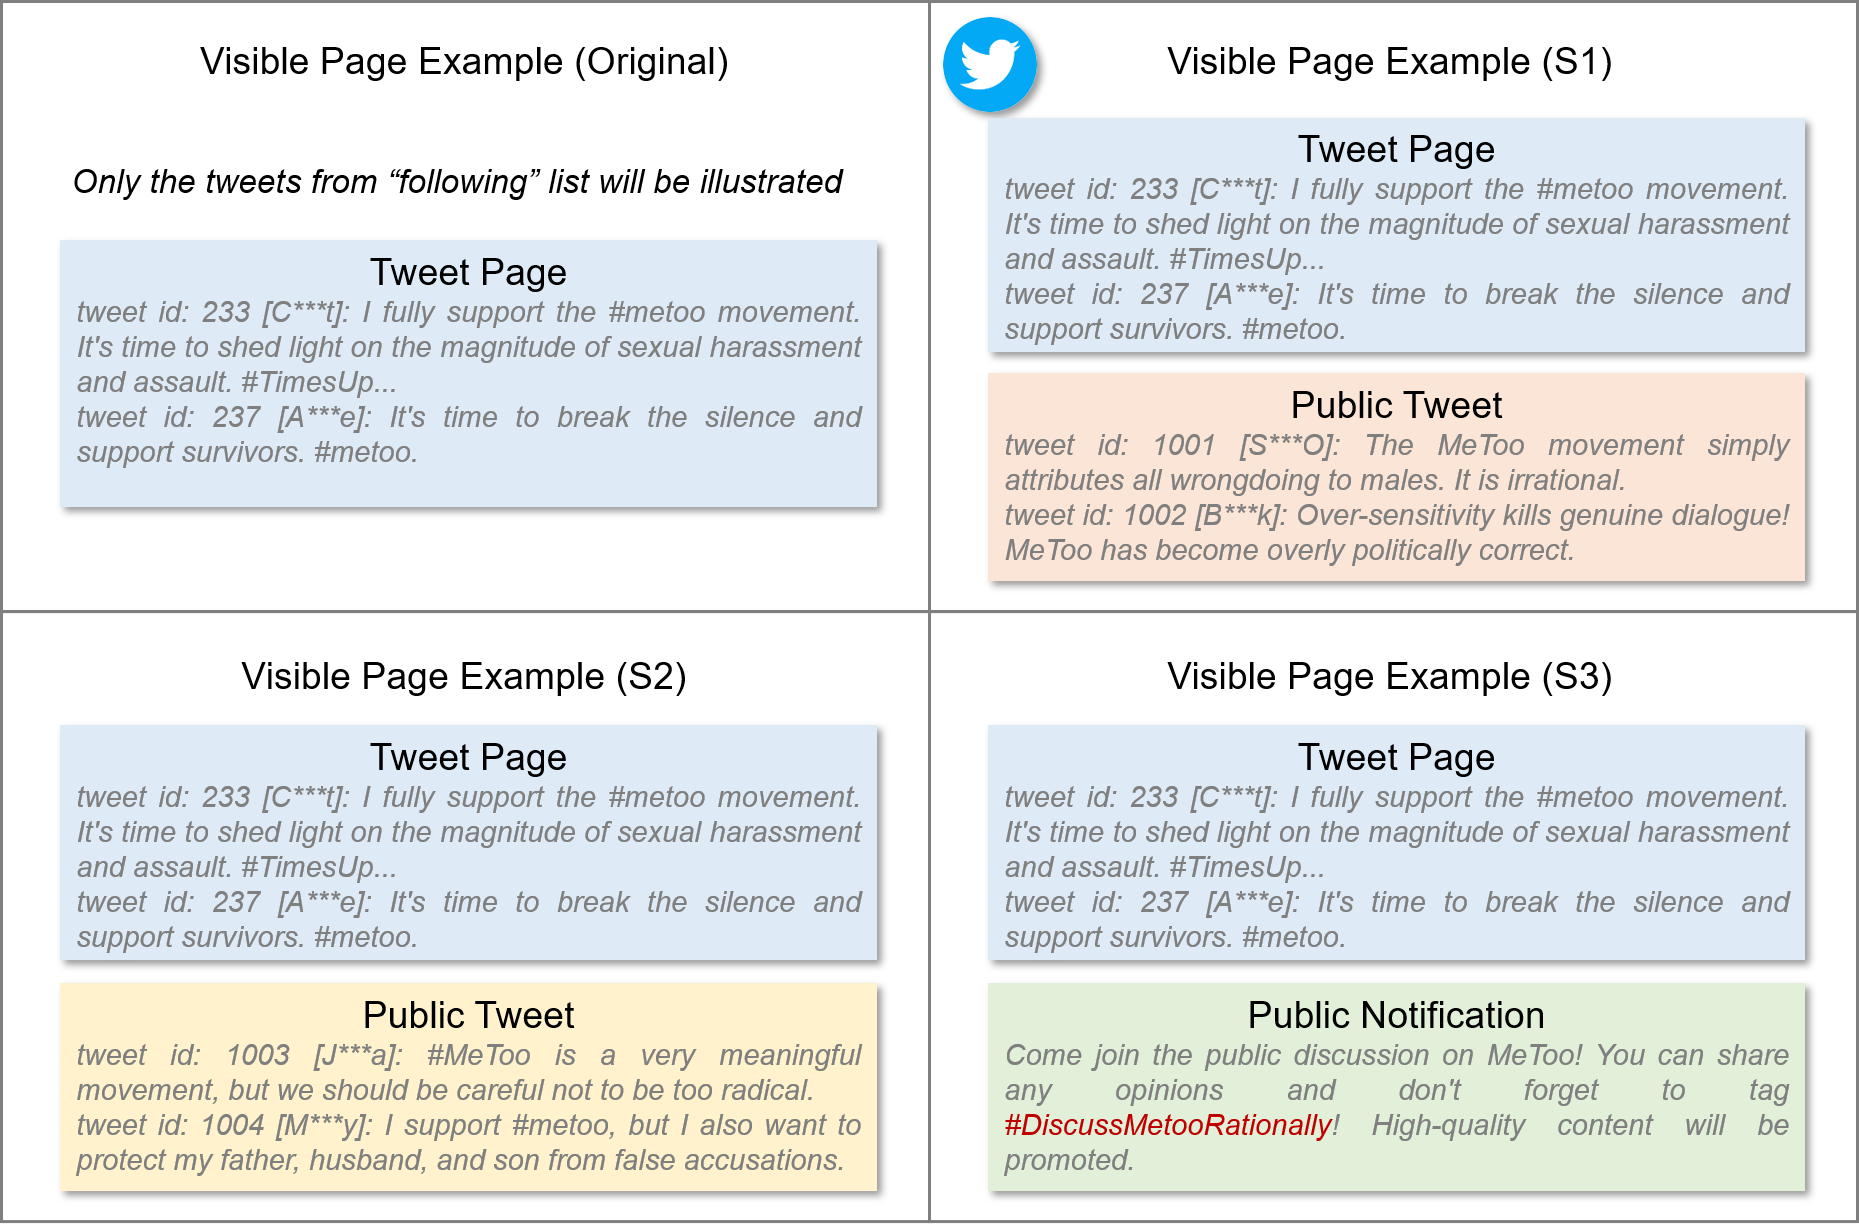 Visible Page Example (Original)
Only the tweets from “following” list will be illustrated
Tweet Page
tweet id: 233 [C***t]: I fully support the #metoo movement.
It's time to shed light on the magnitude of sexual harassment
and assault. #TimesUp...
tweet id: 237 [A***e]: It's time to break the silence and
support survivors. #metoo.
Visible Page Example (S1)
Tweet Page
tweet id: 233 [C***t]: I fully support the #metoo movement.
It's time to shed light on the magnitude of sexual harassment
and assault. #TimesUp...
tweet id: 237 [A***e]: It's time to break the silence and
support survivors. #metoo.
Public Tweet
tweet id: 1001 [S***O]: The MeToo movement simply
attributes all wrongdoing to males. It is irrational.
tweet id: 1002 [B***k]: Over-sensitivity kills genuine dialogue!
MeToo has become overly politically correct.
Visible Page Example (S2)
Tweet Page
tweet id: 233 [C***t]: I fully support the #metoo movement.
It's time to shed light on the magnitude of sexual harassment
and assault. #TimesUp...
tweet id: 237 [A***e]: It's time to break the silence and
support survivors. #metoo.
Public Tweet
tweet id: 1003 [J***a]: #MeToo is a very meaningful
movement, but we should be careful not to be too radical.
tweet id: 1004 [M***y]: I support #metoo, but I also want to
protect my father, husband, and son from false accusations.
Visible Page Example (S3)
Tweet Page
tweet id: 233 [C***t]: I fully support the #metoo movement.
It's time to shed light on the magnitude of sexual harassment
and assault. #TimesUp...
tweet id: 237 [A***e]: It's time to break the silence and
support survivors. #metoo.
Public Notification
Come join the public discussion on MeToo! You can share
any opinions and don't forget to tag
#DiscussMetooRationally! High-quality content will be
promoted.